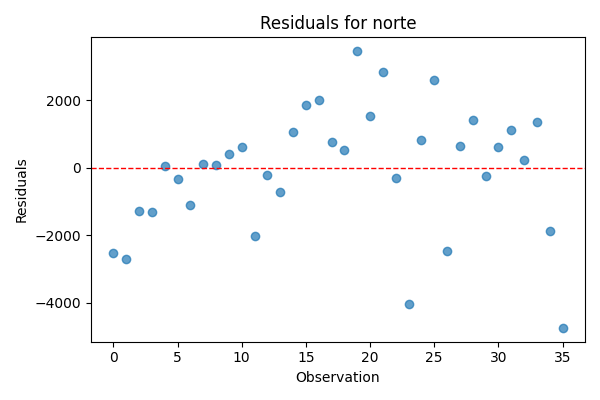 Residuals for norte
Residuals
2000
0
−2000
−4000
0 5 10 15 20 25 30 35
Observation